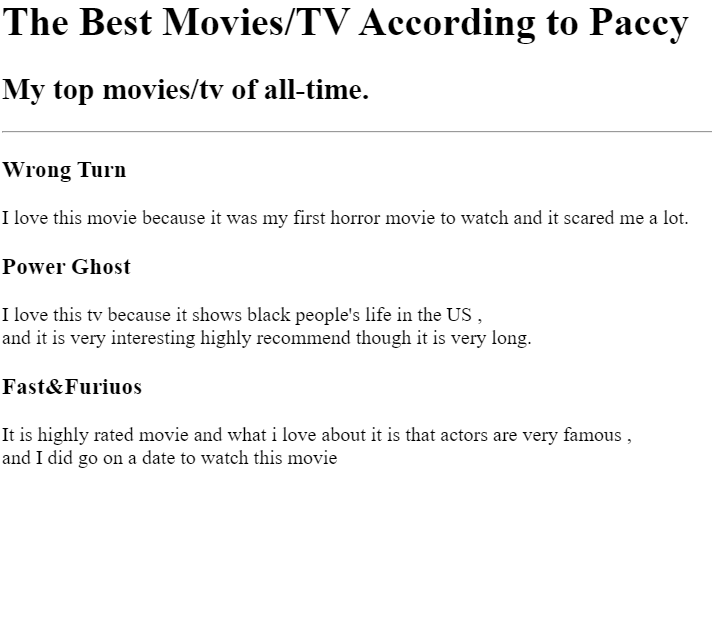 The Best Movies/TV According to Paccy
My top movies/tv of all-time.
Wrong Turn
I love this movie because it was my first horror movie to watch and it scared me a lot.
Power Ghost
I love this tv because it shows black people's life in the US ,
and it is very interesting highly recommend though it is very long.
Fast&Furiuos
It is highly rated movie and what i love about it is that actors are very famous ,
and I did go on a date to watch this movie